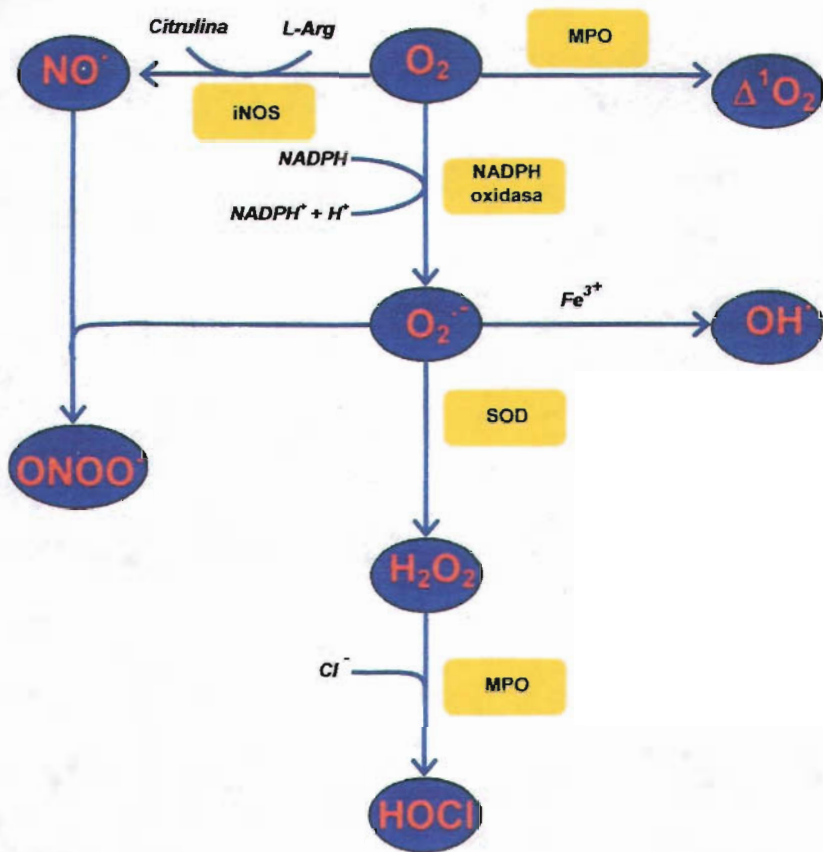 Citrulina L-Arg
NO˙ O₂ MPO Δ¹O₂
iNOS
NADPH NADPH
oxidasa
NADPH⁺ + H⁺
O₂˙⁻ Fe³⁺ OH˙
SOD
ONOO⁻
H₂O₂
Cl⁻ MPO
HOCl